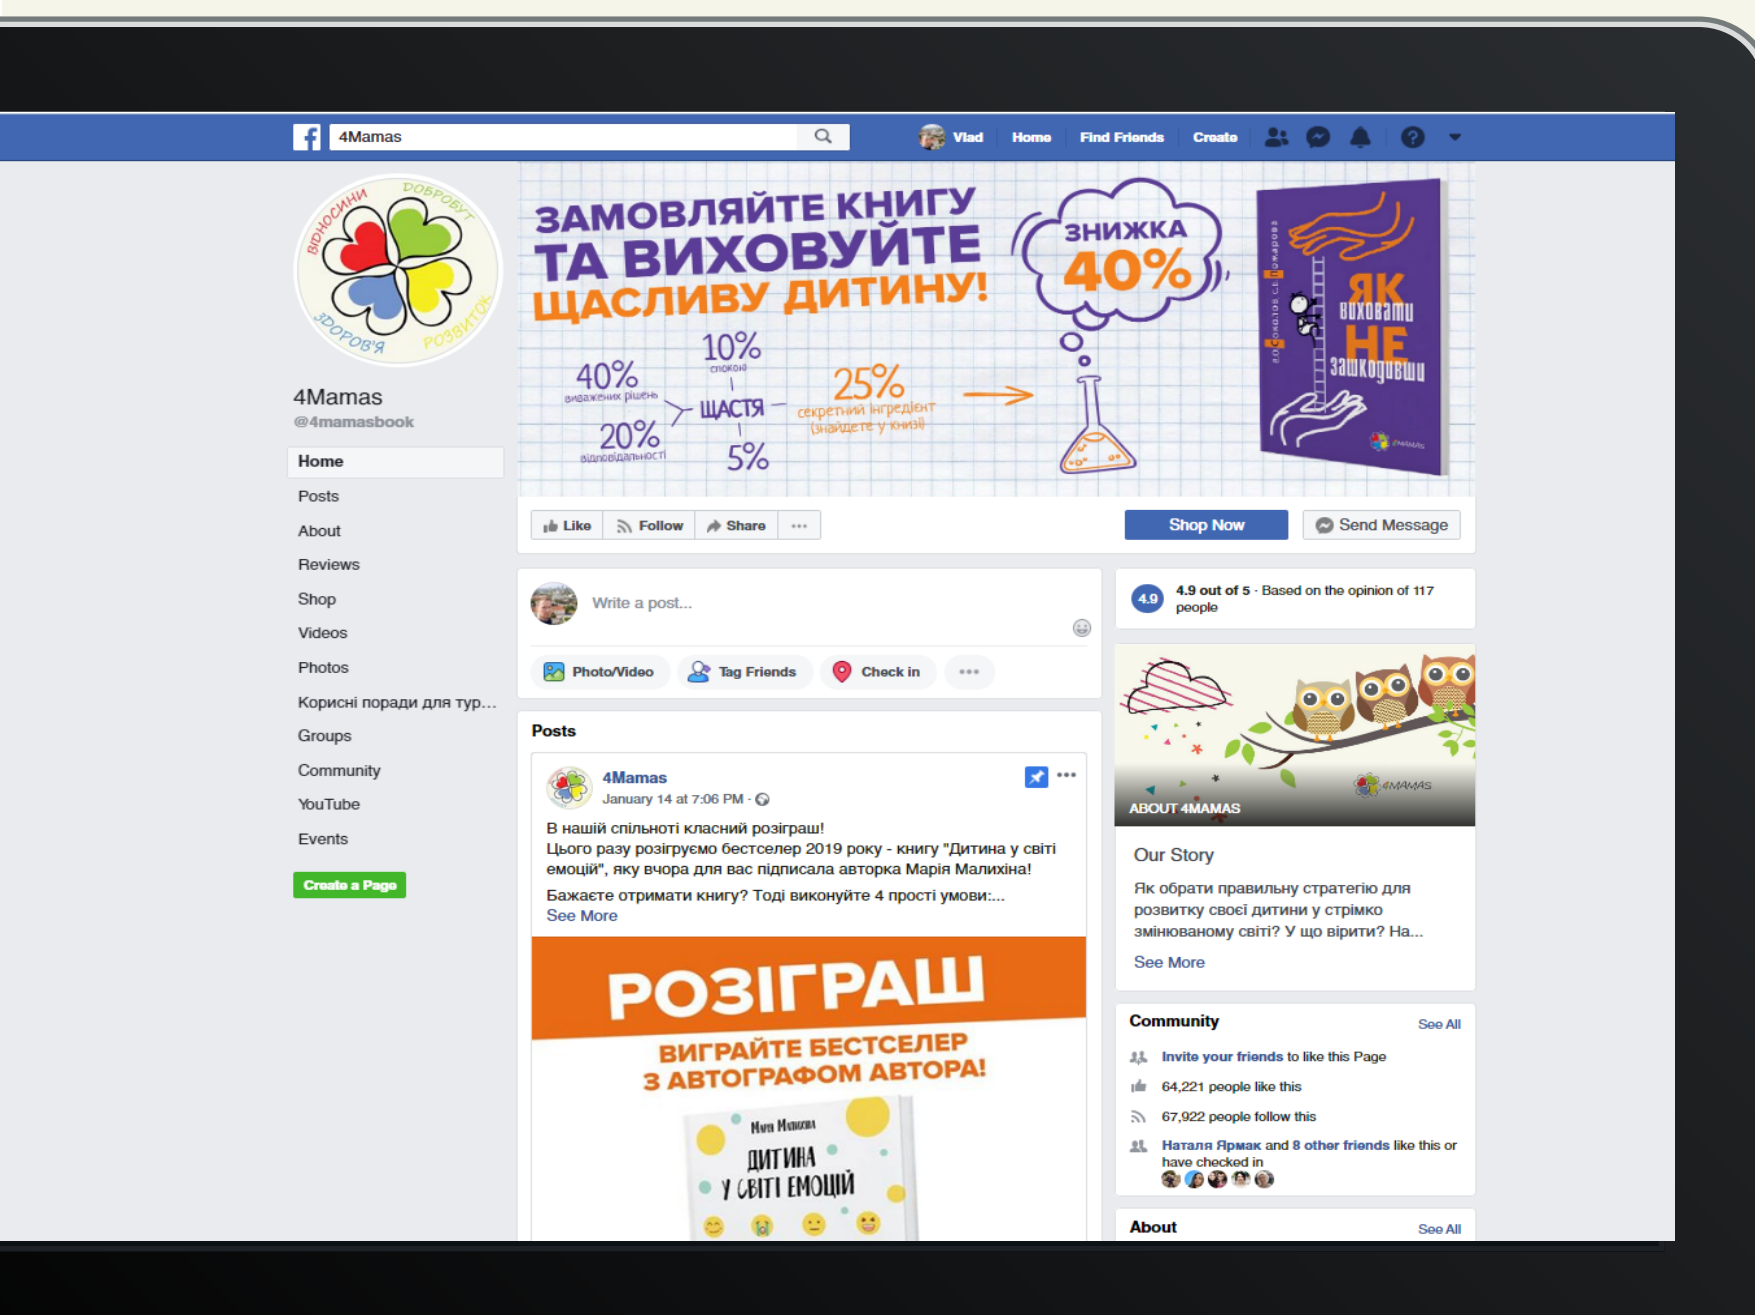 4Mamas
Vlad
Home
Find Friends
Create
ВІДНОСИНИ
ДОБРОБУТ
ЗДОРОВ'Я
РОЗВИТОК
4Mamas
@4mamasbook
Home
Posts
About
Reviews
Shop
Videos
Photos
Корисні поради для тур...
Groups
Community
YouTube
Events
Create a Page
ЗАМОВЛЯЙТЕ КНИГУ
ТА ВИХОВУЙТЕ
ЩАСЛИВУ ДИТИНУ!
ЗНИЖКА
40%
10%
спокою
40%
виважених рішень
ЩАСТЯ
25%
секретний інгредієнт
(знайдете у книзі)
20%
відповідальності
5%
ЯК
виховати
НЕ
зашкодивши
4MAMAS
Like
Follow
Share
Shop Now
Send Message
Write a post...
Photo/Video
Tag Friends
Check in
Posts
4Mamas
January 14 at 7:06 PM ·
В нашій спільноті класний розіграш!
Цього разу розігруємо бестселер 2019 року - книгу "Дитина у світі
емоцій", яку вчора для вас підписала авторка Марія Малихіна!
Бажаєте отримати книгу? Тоді виконуйте 4 прості умови:...
See More
РОЗІГРАШ
ВИГРАЙТЕ БЕСТСЕЛЕР
З АВТОГРАФОМ АВТОРА!
Марія Малихіна
ДИТИНА
У СВІТІ ЕМОЦІЙ
4.9
4.9 out of 5 · Based on the opinion of 117
people
4MAMAS
ABOUT 4MAMAS
Our Story
Як обрати правильну стратегію для
розвитку своєї дитини у стрімко
змінюваному світі? У що вірити? На...
See More
Community
See All
Invite your friends to like this Page
64,221 people like this
67,922 people follow this
Наталя Ярмак and 8 other friends like this or
have checked in
About
See All